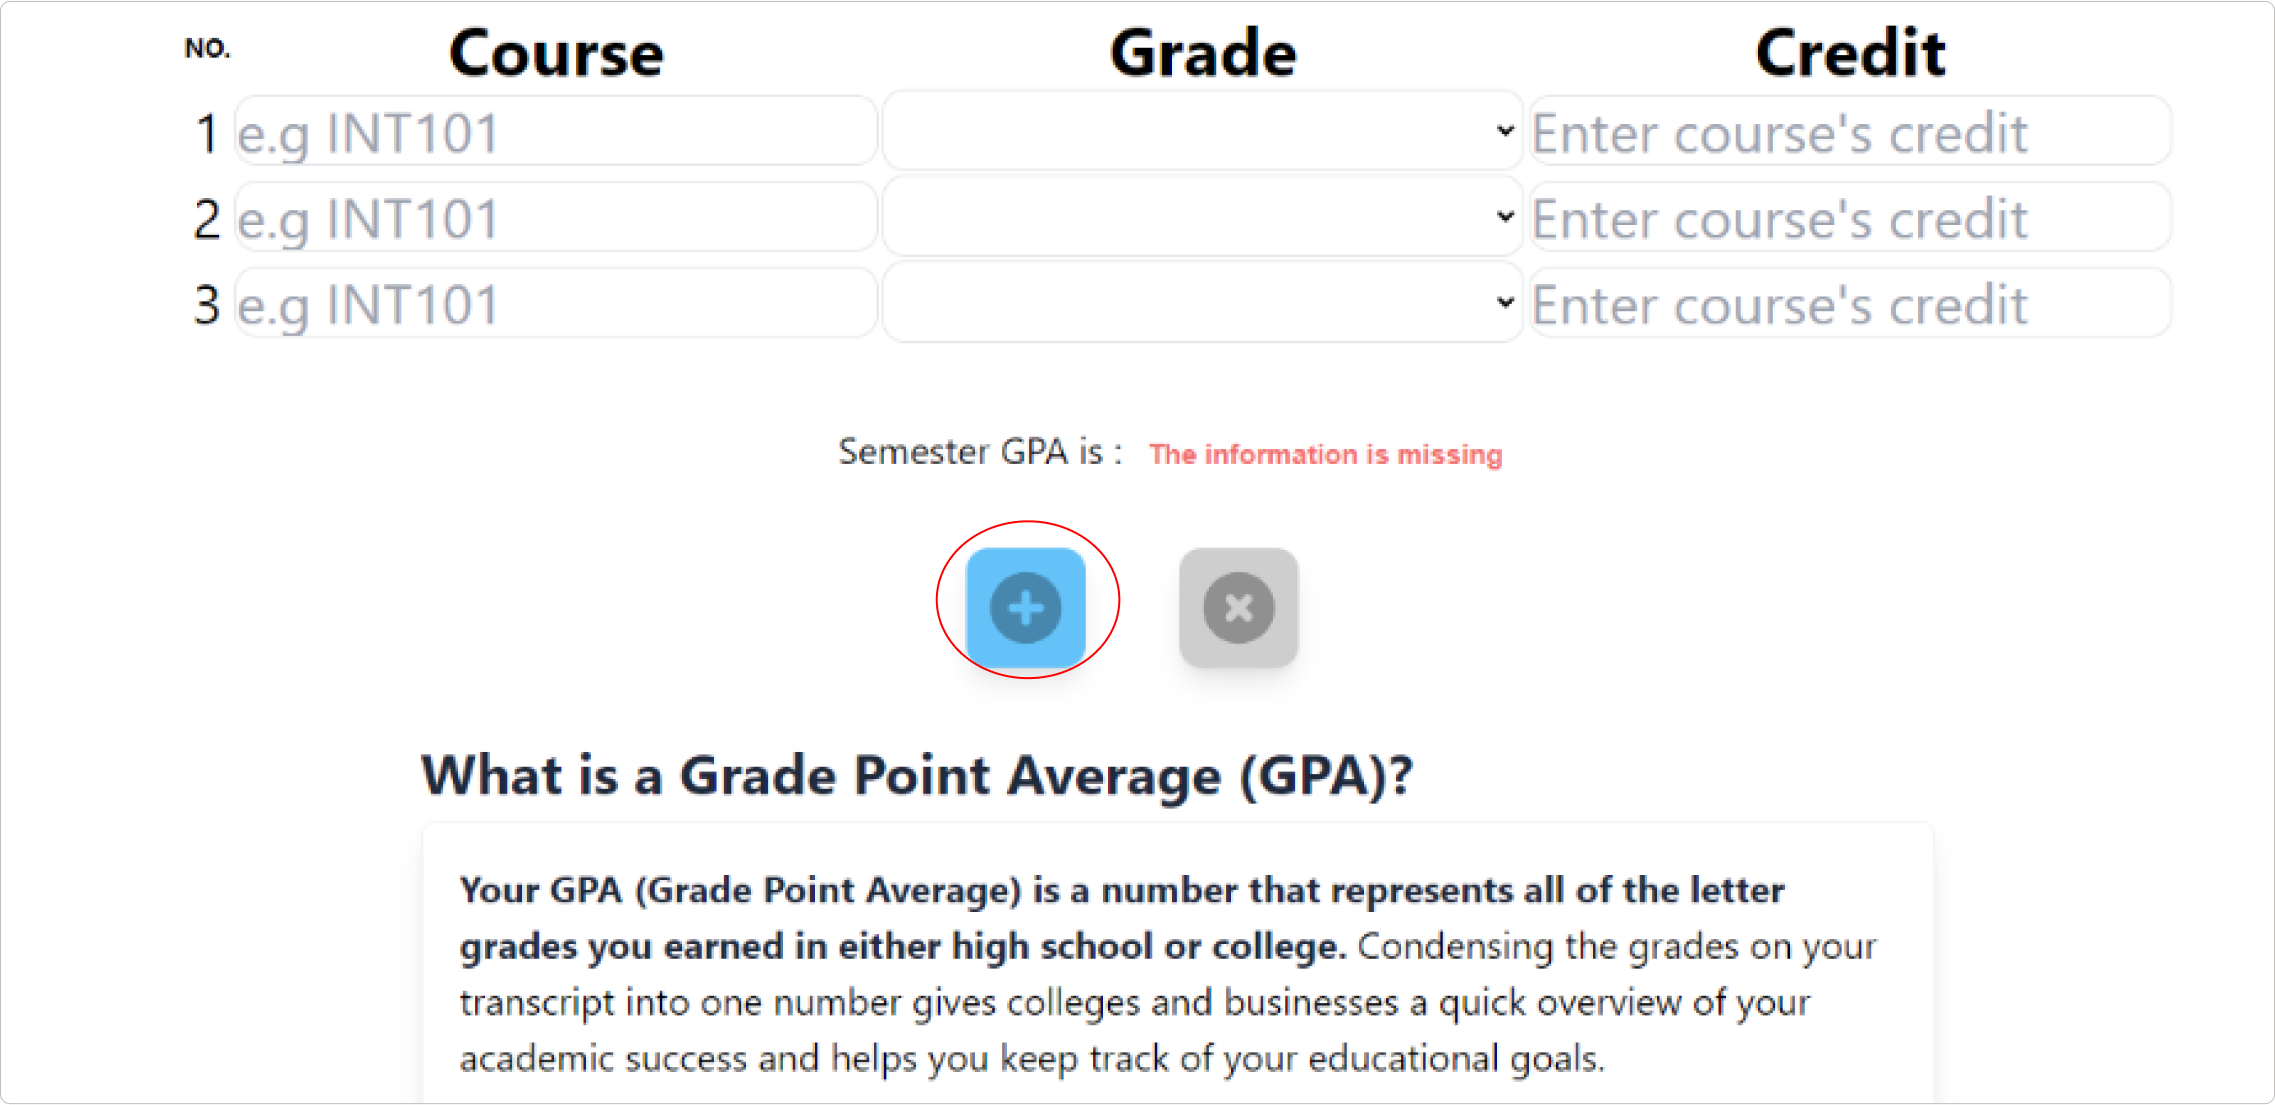 NO. Course Grade Credit
1 e.g INT101 Enter course's credit
2 e.g INT101 Enter course's credit
3 e.g INT101 Enter course's credit
Semester GPA is : The information is missing
What is a Grade Point Average (GPA)?
Your GPA (Grade Point Average) is a number that represents all of the letter
grades you earned in either high school or college. Condensing the grades on your
transcript into one number gives colleges and businesses a quick overview of your
academic success and helps you keep track of your educational goals.